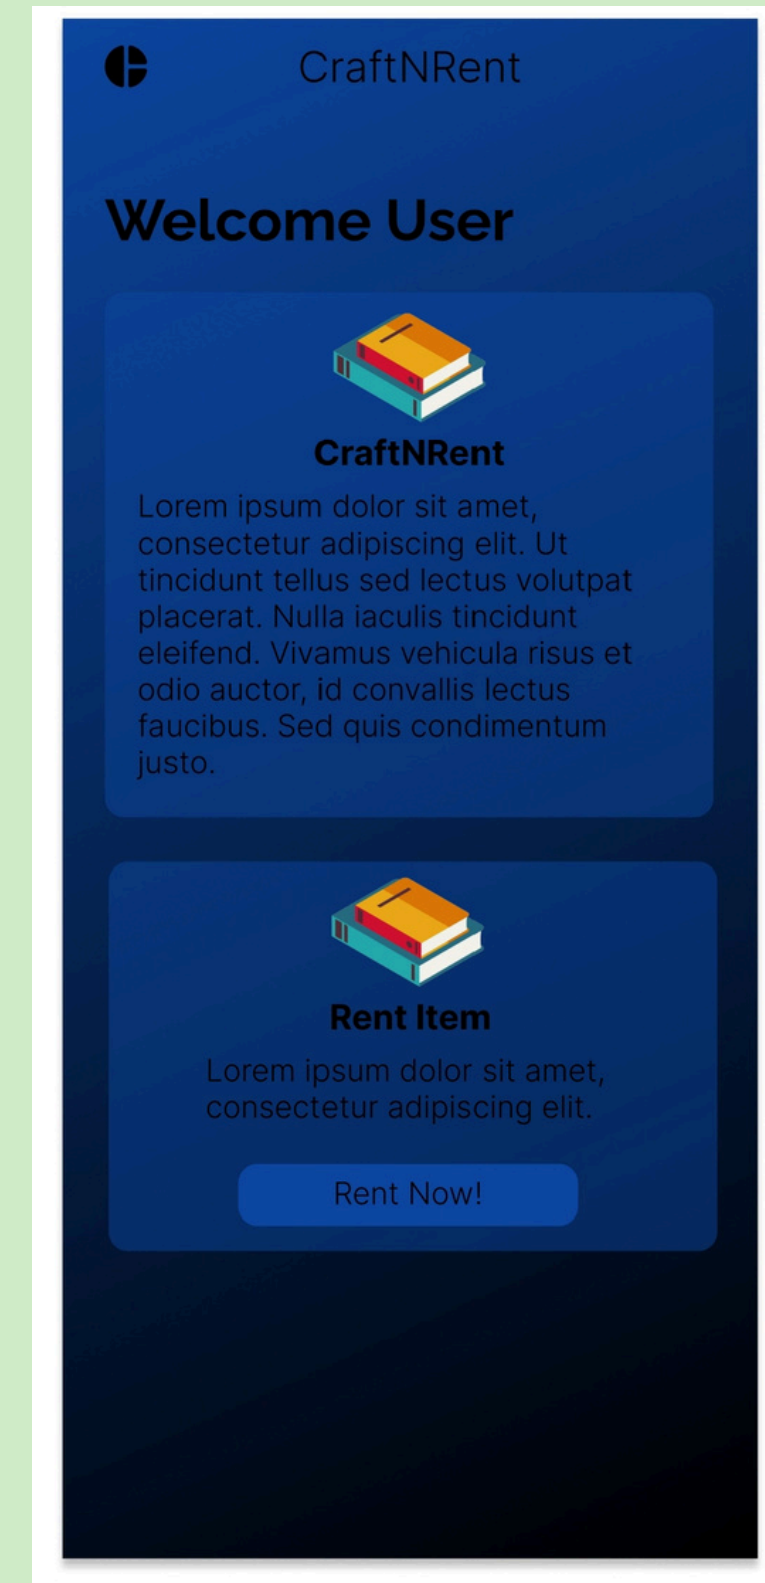 CraftNRent
Welcome User
CraftNRent
Lorem ipsum dolor sit amet,
consectetur adipiscing elit. Ut
tincidunt tellus sed lectus volutpat
placerat. Nulla iaculis tincidunt
eleifend. Vivamus vehicula risus et
odio auctor, id convallis lectus
faucibus. Sed quis condimentum
justo.
Rent Item
Lorem ipsum dolor sit amet,
consectetur adipiscing elit.
Rent Now!